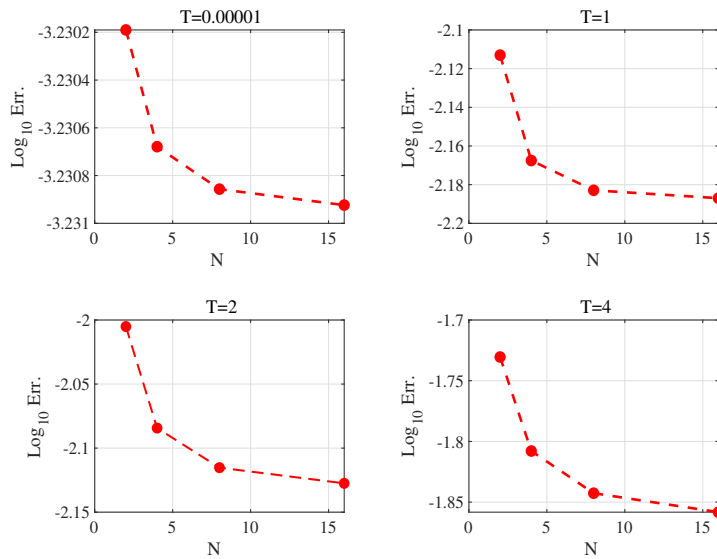 T=0.00001
-3.2302
-3.2304
-3.2306
-3.2308
-3.231
Log10 Err.
0 5 10 15
N
T=1
-2.1
-2.12
-2.14
-2.16
-2.18
-2.2
Log10 Err.
0 5 10 15
N
T=2
-2
-2.05
-2.1
-2.15
Log10 Err.
0 5 10 15
N
T=4
-1.7
-1.75
-1.8
-1.85
Log10 Err.
0 5 10 15
N